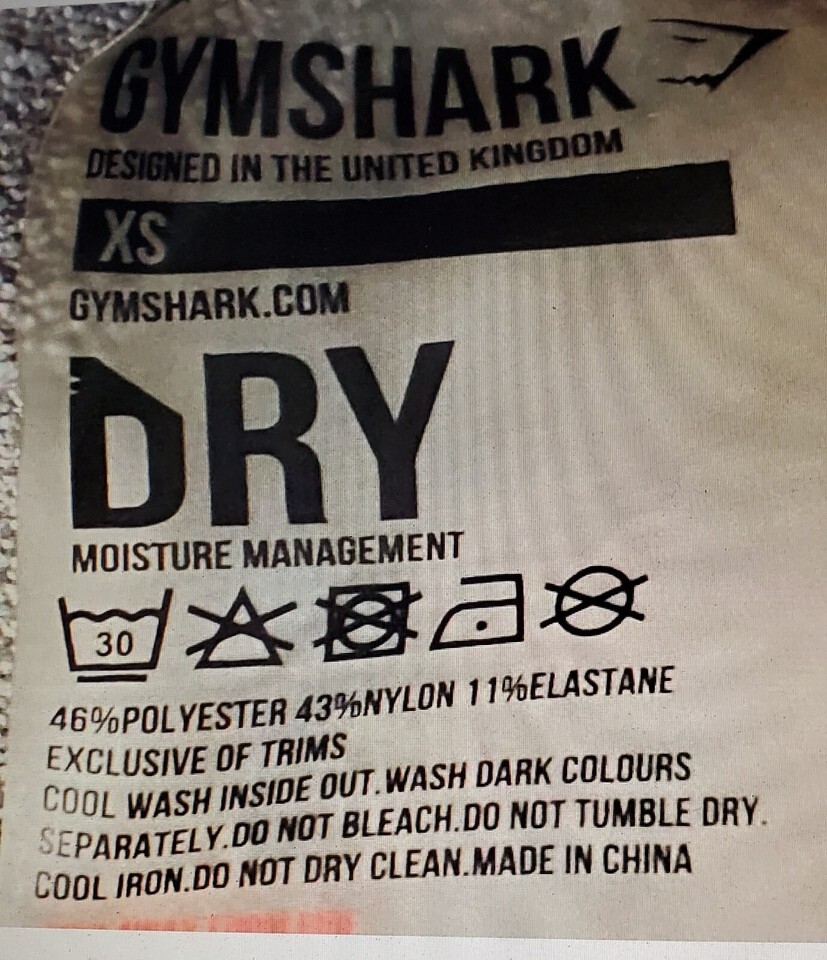 GYMSHARK
DESIGNED IN THE UNITED KINGDOM
XS
GYMSHARK.COM
DRY
MOISTURE MANAGEMENT
30
46%POLYESTER 43%NYLON 11%ELASTANE
EXCLUSIVE OF TRIMS
COOL WASH INSIDE OUT.WASH DARK COLOURS
SEPARATELY.DO NOT BLEACH.DO NOT TUMBLE DRY.
COOL IRON.DO NOT DRY CLEAN.MADE IN CHINA